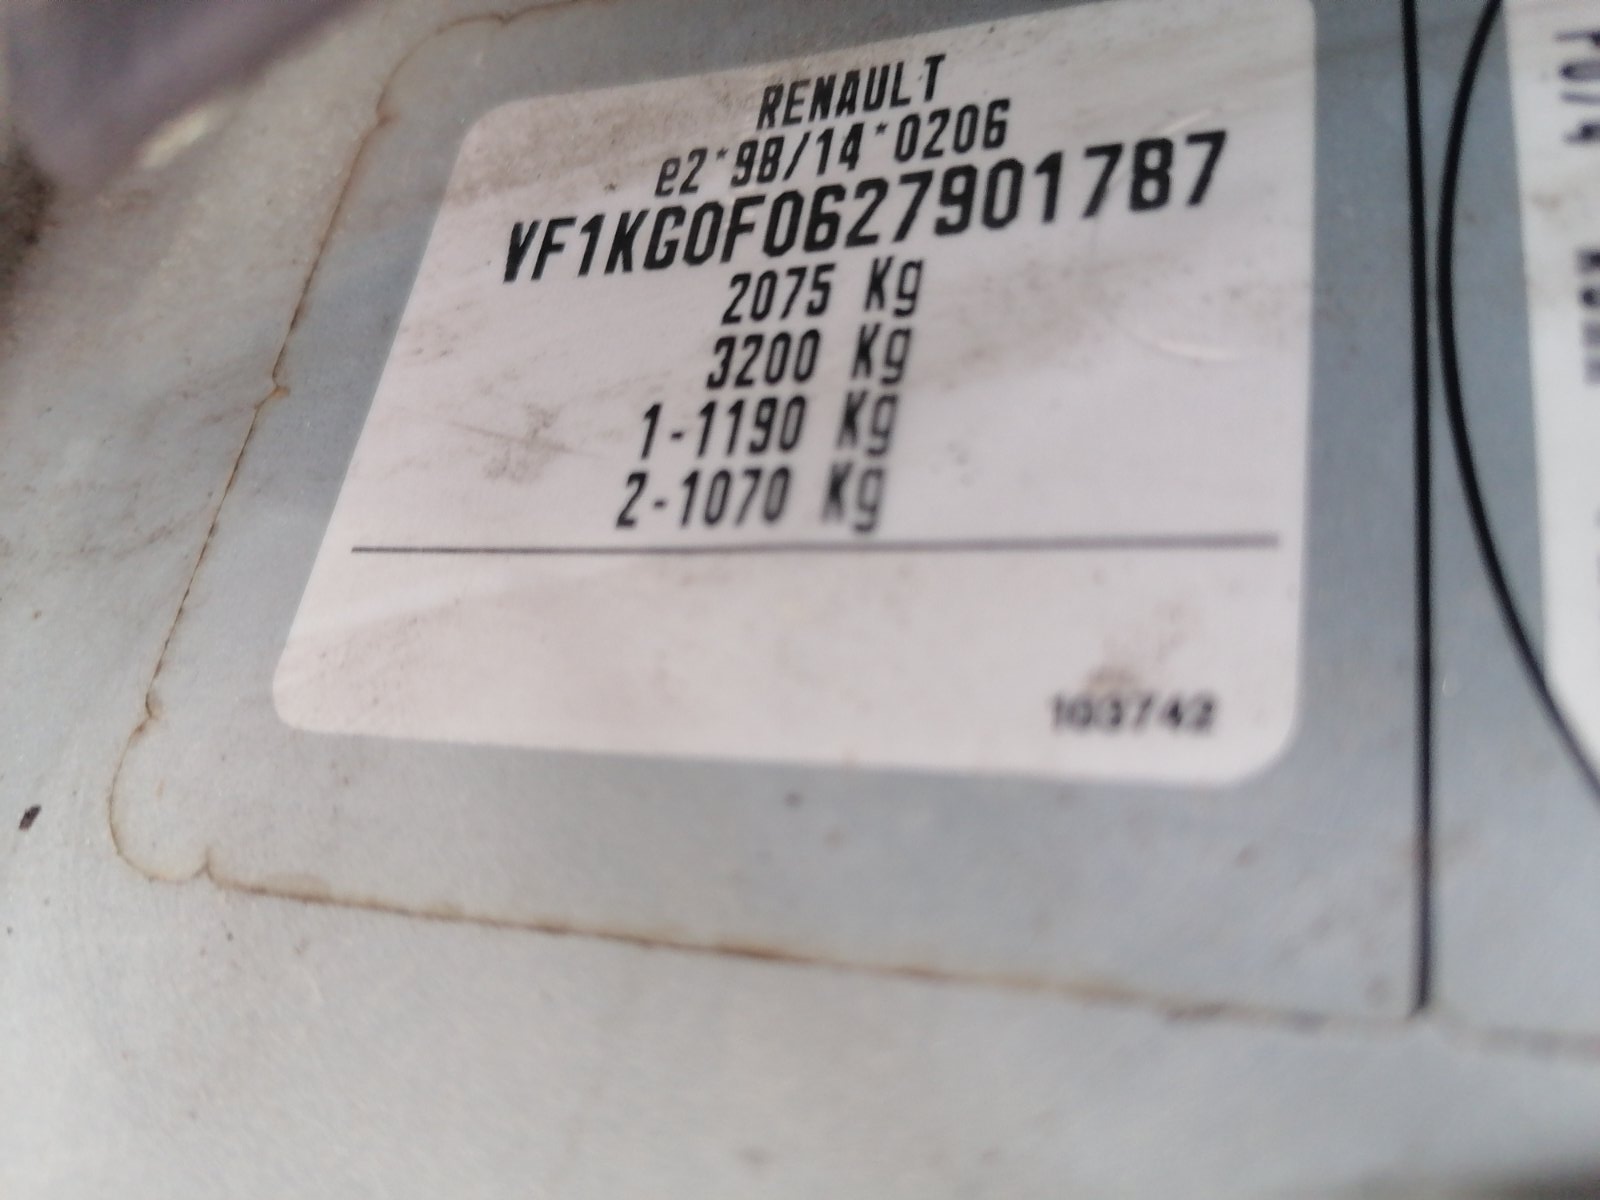 RENAULT
e2*98/14*0206
VF1KG0F0627901787
2075 Kg
3200 Kg
1-1190 Kg
2-1070 Kg
103742